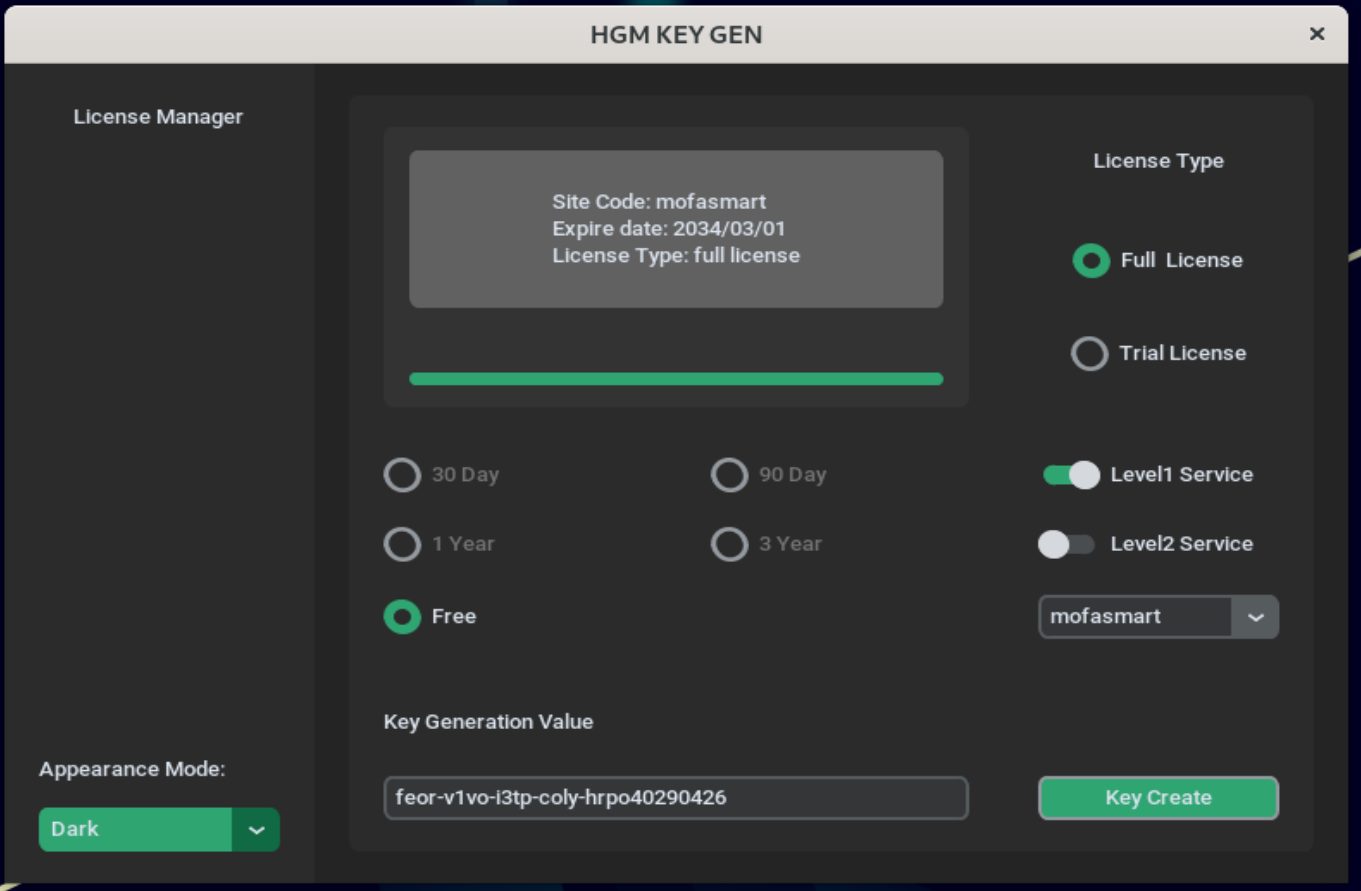 HGM KEY GEN
License Manager
Site Code: mofasmart
Expire date: 2034/03/01
License Type: full license
License Type
Full License
Trial License
30 Day
90 Day
Level1 Service
1 Year
3 Year
Level2 Service
Free
mofasmart
Key Generation Value
Appearance Mode:
feor-v1vo-i3tp-coly-hrpo40290426
Key Create
Dark